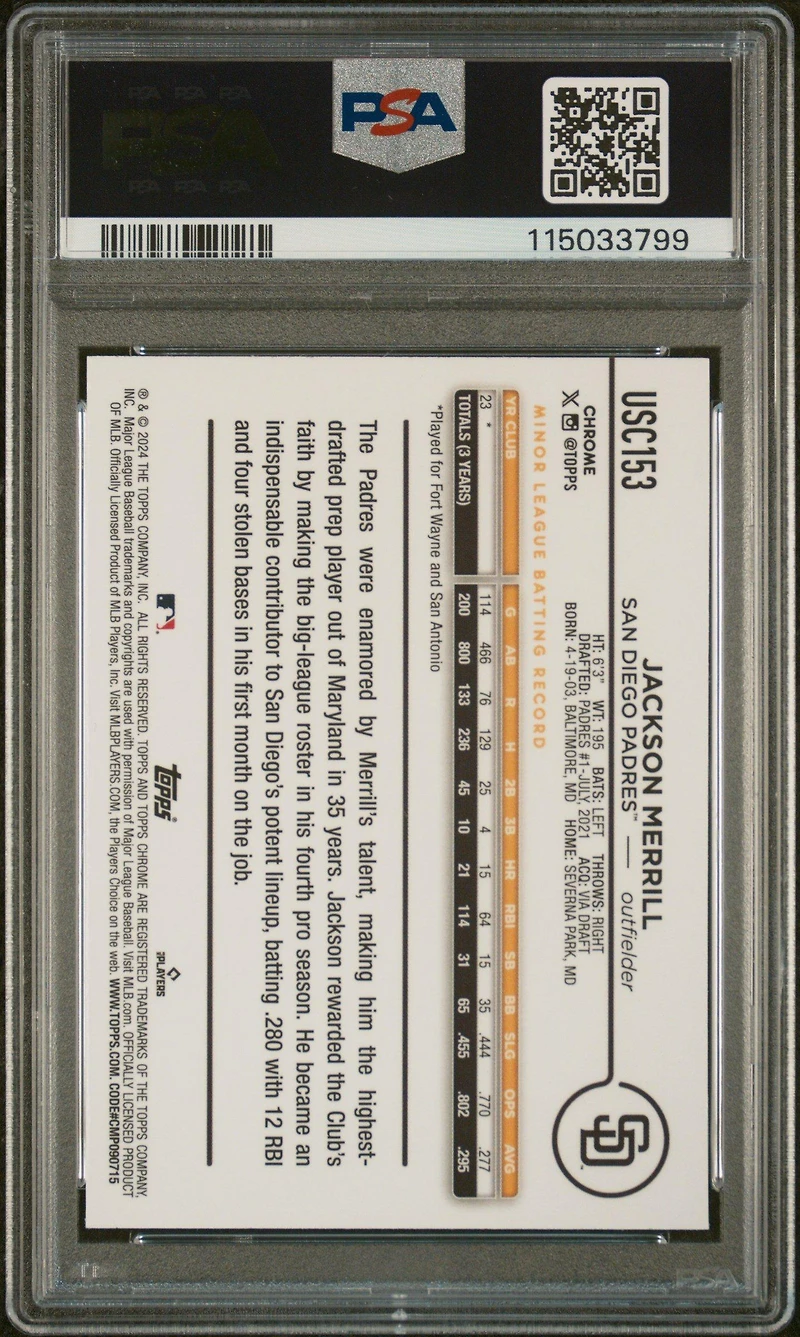 PSA
PSA PSA PSA
PSA
PSA PSA PSA
115033799
USC153
JACKSON MERRILL
SAN DIEGO PADRES™ — outfielder
CHROME
@TOPPS
HT: 6'3" WT: 195 BATS: LEFT THROWS: RIGHT
DRAFTED: PADRES #1-JULY, 2021 ACQ: VIA DRAFT
BORN: 4-19-03, BALTIMORE, MD HOME: SEVERNA PARK, MD
SD
MINOR LEAGUE BATTING RECORD
YR CLUB G AB R H 2B 3B HR RBI SB BB SLG OPS AVG
23 * 114 466 76 129 25 4 15 64 15 35 .444 .770 .277
TOTALS (3 YEARS) 200 800 133 236 45 10 21 114 31 65 .455 .802 .295
*Played for Fort Wayne and San Antonio
The Padres were enamored by Merrill's talent, making him the highest-
drafted prep player out of Maryland in 35 years. Jackson rewarded the Club's
faith by making the big-league roster in his fourth pro season. He became an
indispensable contributor to San Diego's potent lineup, batting .280 with 12 RBI
and four stolen bases in his first month on the job.
topps®
PLAYERS
® & © 2024 THE TOPPS COMPANY, INC. ALL RIGHTS RESERVED. TOPPS AND TOPPS CHROME ARE REGISTERED TRADEMARKS OF THE TOPPS COMPANY,
INC. Major League Baseball trademarks and copyrights are used with permission of Major League Baseball. Visit MLB.com. OFFICIALLY LICENSED PRODUCT
OF MLB. Officially Licensed Product of MLB Players, Inc. Visit MLBPLAYERS.COM, the Players Choice on the web. WWW.TOPPS.COM. CODE#CMP090715
PSA